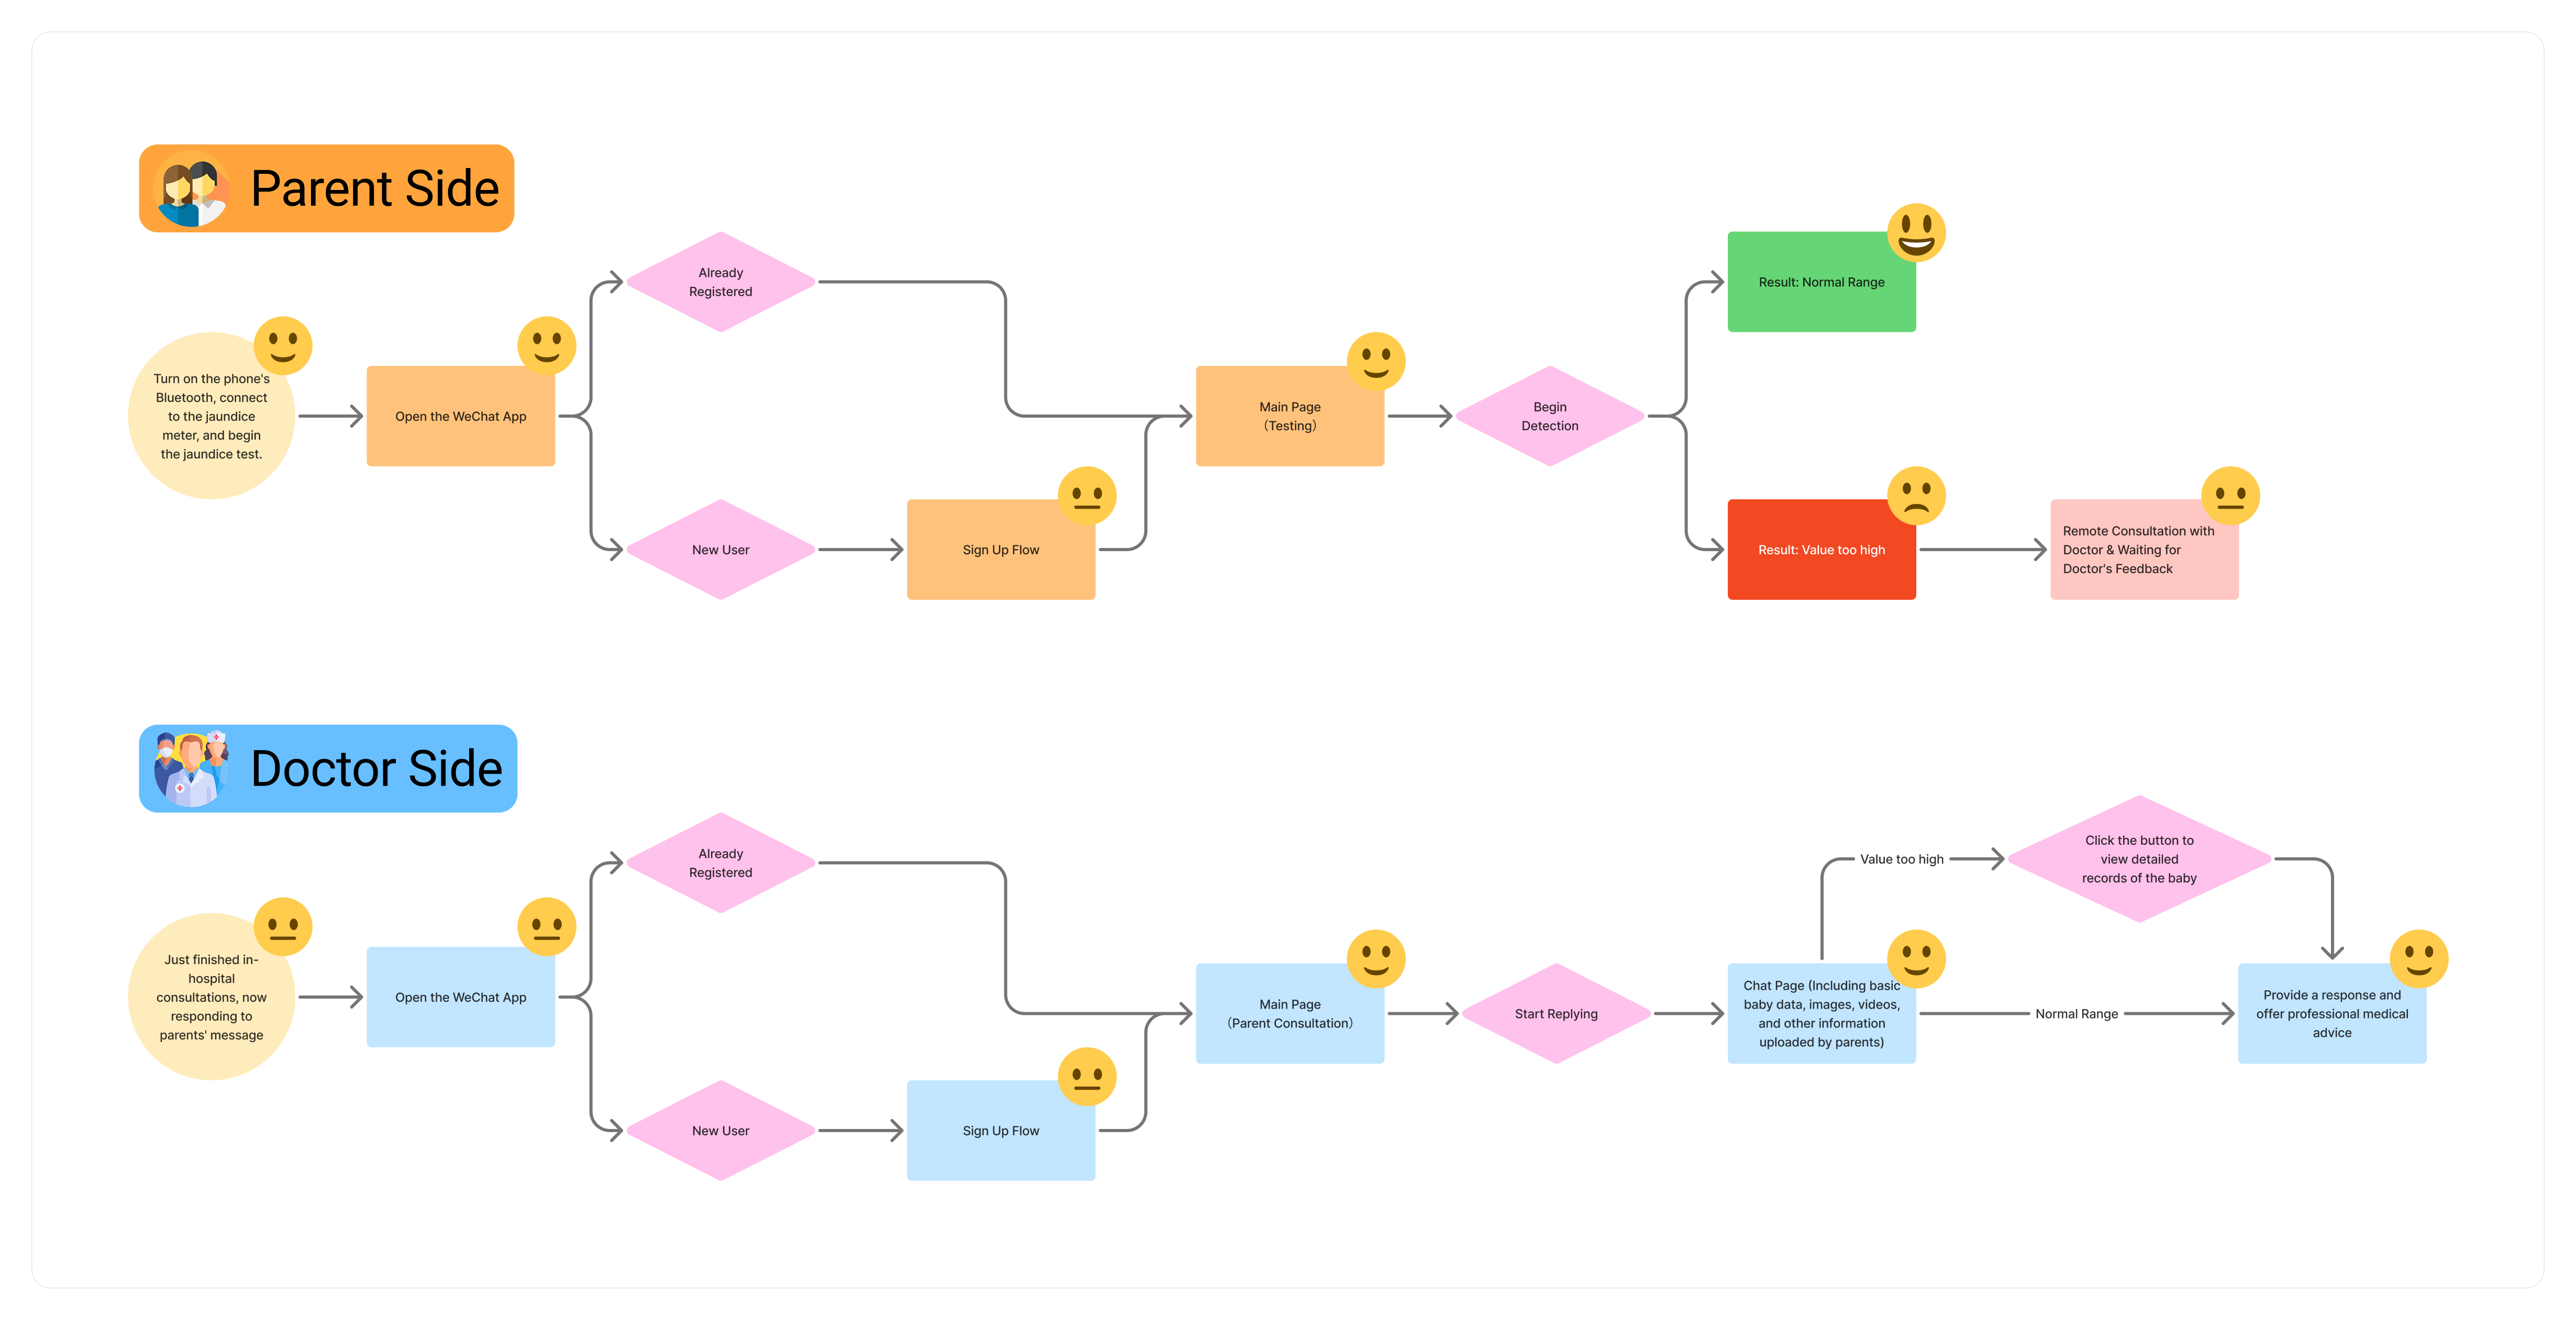 Parent Side
Already
Registered
Result: Normal Range
Turn on the phone's
Bluetooth, connect
to the jaundice
meter, and begin
the jaundice test.
Open the WeChat App
Main Page
（Testing）
Begin
Detection
New User
Sign Up Flow
Result: Value too high
Remote Consultation with
Doctor & Waiting for
Doctor's Feedback
Doctor Side
Already
Registered
Value too high
Click the button to
view detailed
records of the baby
Just finished in-
hospital
consultations, now
responding to
parents' message
Open the WeChat App
Main Page
（Parent Consultation）
Start Replying
Chat Page (Including basic
baby data, images, videos,
and other information
uploaded by parents)
Normal Range
Provide a response and
offer professional medical
advice
New User
Sign Up Flow